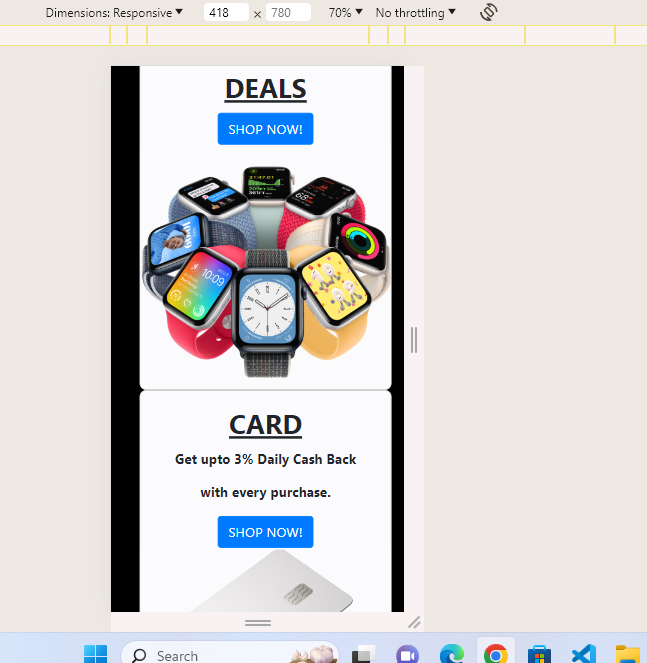 Dimensions: Responsive ▼ 418 × 780 70% ▼ No throttling ▼
DEALS
SHOP NOW!
10:09
CARD
Get upto 3% Daily Cash Back
with every purchase.
SHOP NOW!
Search